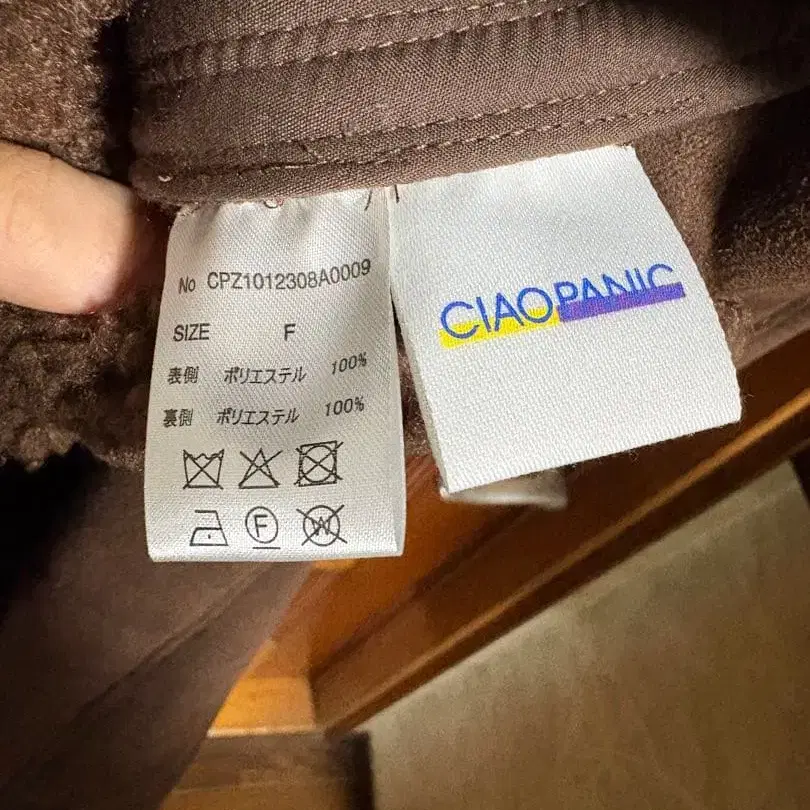 No CPZ1012308A0009
SIZE F
表側 ポリエステル 100%
裏側 ポリエステル 100%
F
W
CIAOPANIC